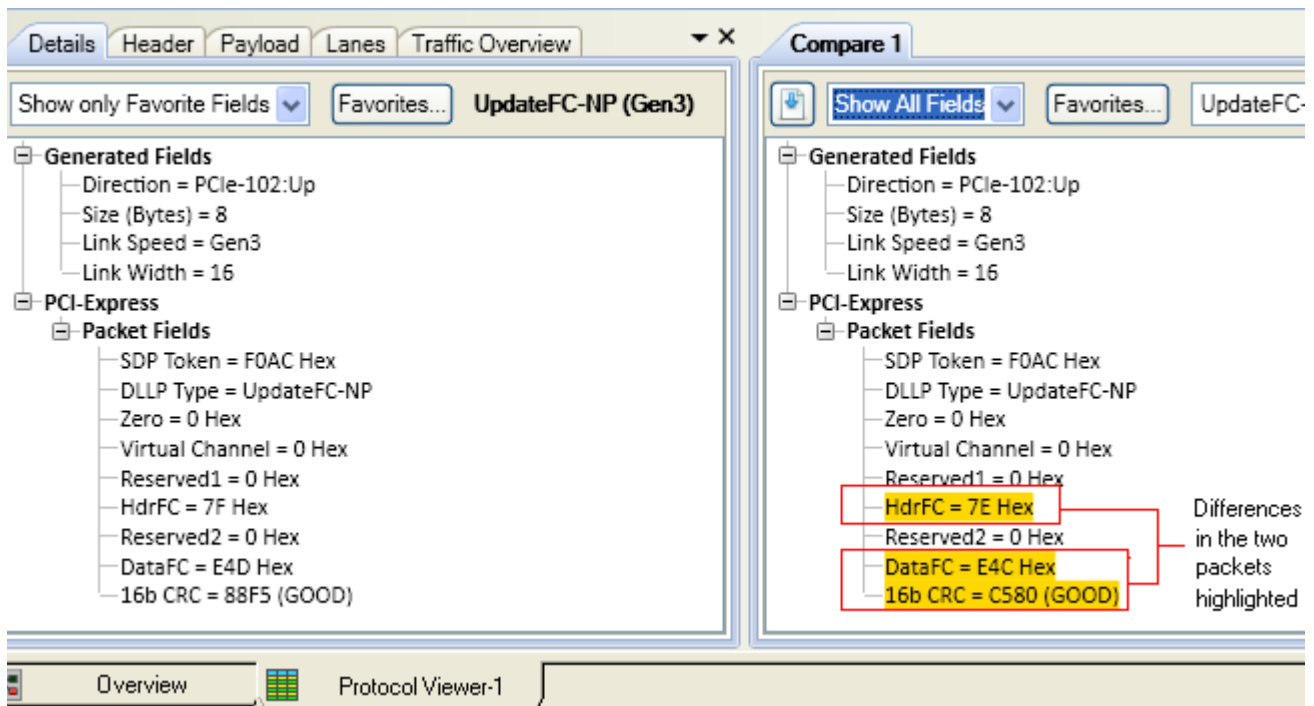 Details Header Payload Lanes Traffic Overview
Show only Favorite Fields Favorites... UpdateFC-NP (Gen3)
Generated Fields
Direction = PCIe-102:Up
Size (Bytes) = 8
Link Speed = Gen3
Link Width = 16
PCI-Express
Packet Fields
SDP Token = F0AC Hex
DLLP Type = UpdateFC-NP
Zero = 0 Hex
Virtual Channel = 0 Hex
Reserved1 = 0 Hex
HdrFC = 7F Hex
Reserved2 = 0 Hex
DataFC = E4D Hex
16b CRC = 88F5 (GOOD)
Compare 1
Show All Fields Favorites... UpdateFC-
Generated Fields
Direction = PCIe-102:Up
Size (Bytes) = 8
Link Speed = Gen3
Link Width = 16
PCI-Express
Packet Fields
SDP Token = F0AC Hex
DLLP Type = UpdateFC-NP
Zero = 0 Hex
Virtual Channel = 0 Hex
Reserved1 = 0 Hex
HdrFC = 7E Hex
Reserved2 = 0 Hex
DataFC = E4C Hex
16b CRC = C580 (GOOD)
Differences
in the two
packets
highlighted
Overview Protocol Viewer-1